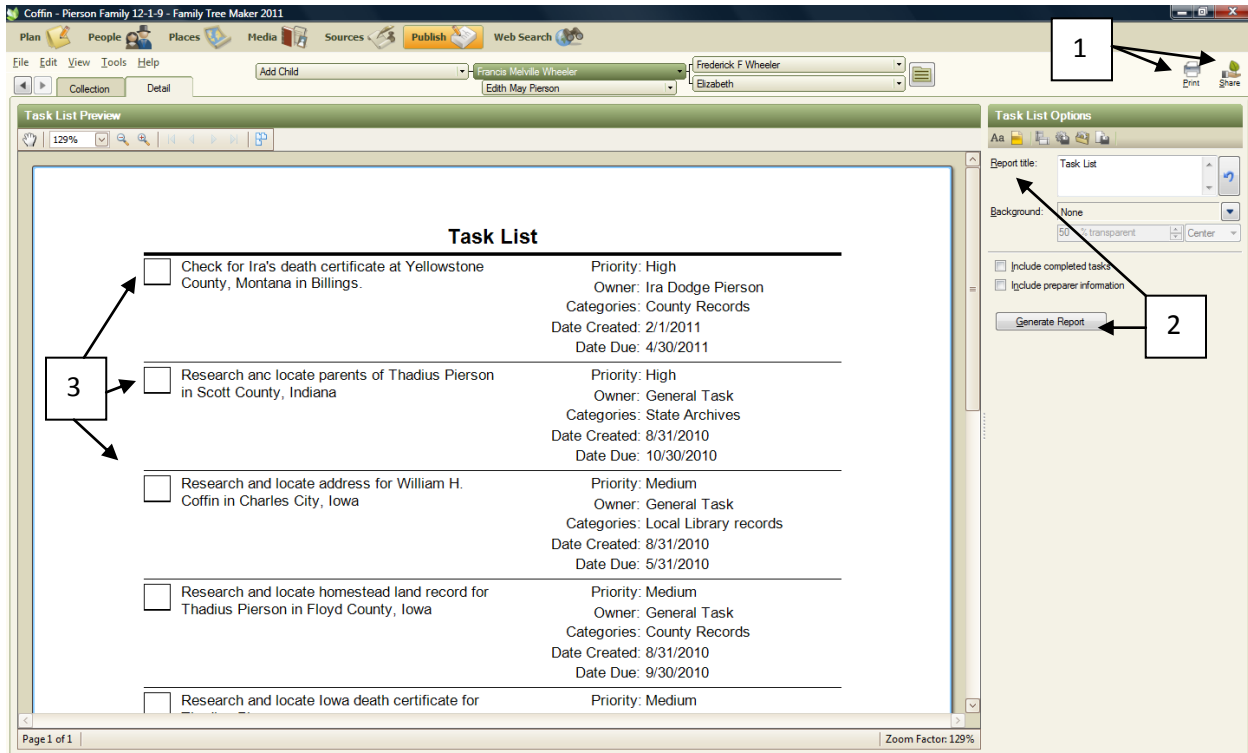 Coffin - Pierson Family 12-1-9 - Family Tree Maker 2011
Plan People Places Media Sources Publish Web Search
1
File Edit View Tools Help
Add Child
Francis Melville Wheeler
Frederick F Wheeler
Edith May Pierson
Elizabeth
Print Share
Collection Detail
Task List Preview
Task List Options
129%
Aa
Report title: Task List
Background: None
50 % transparent Center
Include completed tasks
Include preparer information
Generate Report
2
Task List
Check for Ira's death certificate at Yellowstone
County, Montana in Billings.
Priority: High
Owner: Ira Dodge Pierson
Categories: County Records
Date Created: 2/1/2011
Date Due: 4/30/2011
3
Research anc locate parents of Thadius Pierson
in Scott County, Indiana
Priority: High
Owner: General Task
Categories: State Archives
Date Created: 8/31/2010
Date Due: 10/30/2010
Research and locate address for William H.
Coffin in Charles City, Iowa
Priority: Medium
Owner: General Task
Categories: Local Library records
Date Created: 8/31/2010
Date Due: 5/31/2010
Research and locate homestead land record for
Thadius Pierson in Floyd County, Iowa
Priority: Medium
Owner: General Task
Categories: County Records
Date Created: 8/31/2010
Date Due: 9/30/2010
Research and locate Iowa death certificate for
Priority: Medium
Page 1 of 1
Zoom Factor: 129%